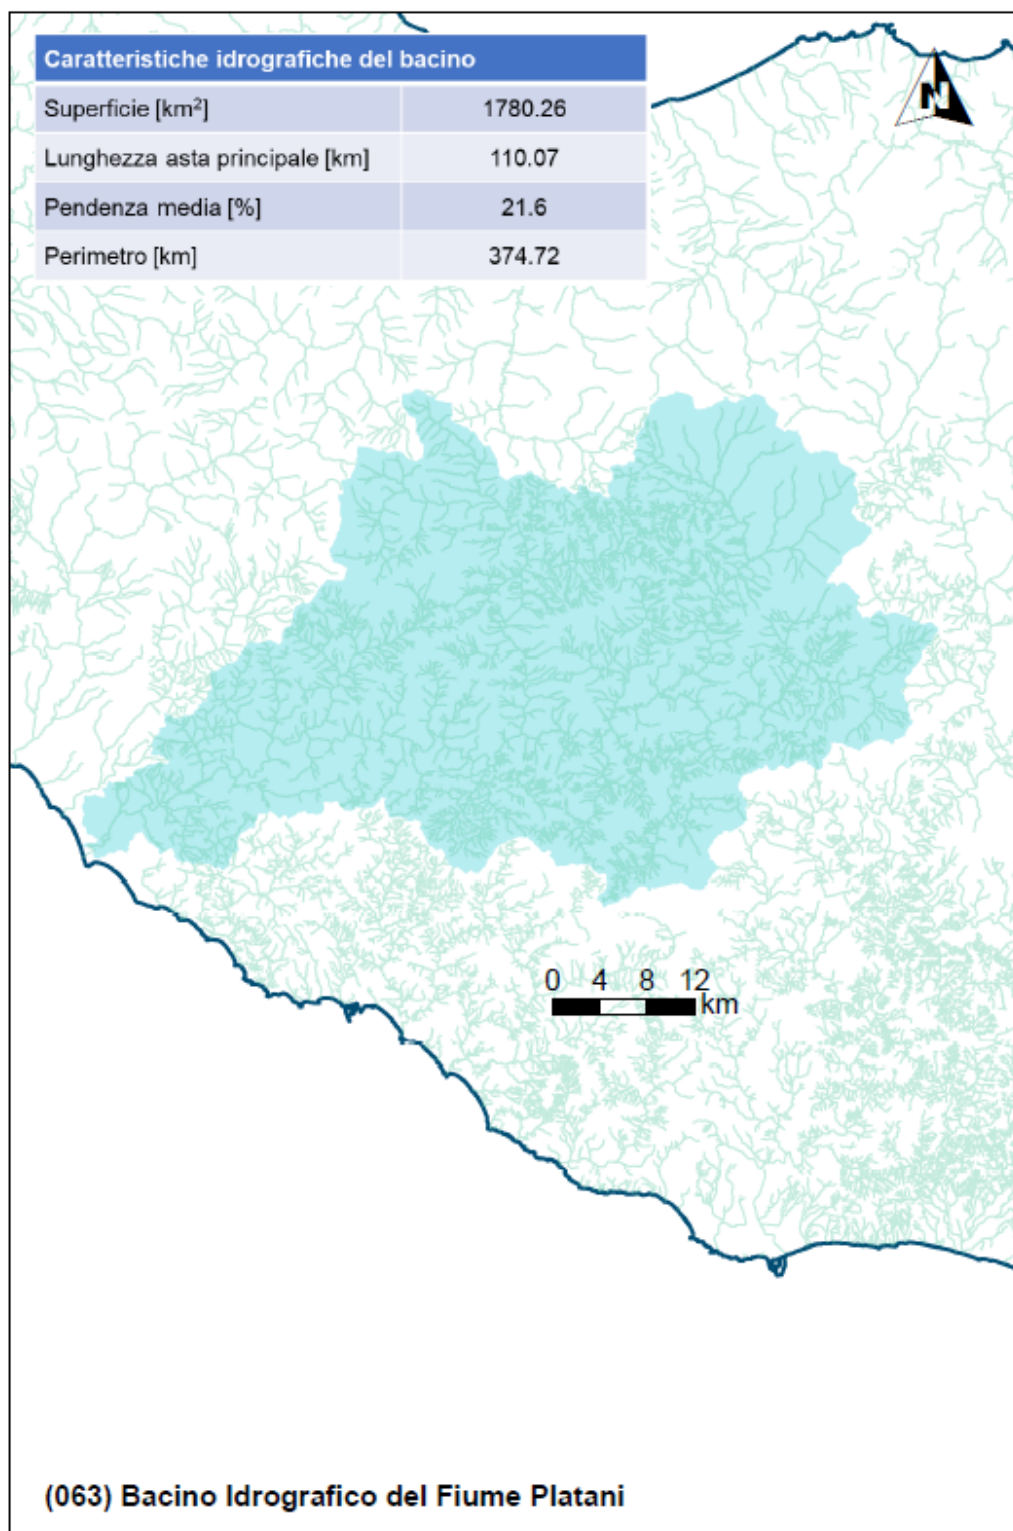 Caratteristiche idrografiche del bacino
Superficie [km²] 1780.26
Lunghezza asta principale [km] 110.07
Pendenza media [%] 21.6
Perimetro [km] 374.72
N
0 4 8 12
km
(063) Bacino Idrografico del Fiume Platani